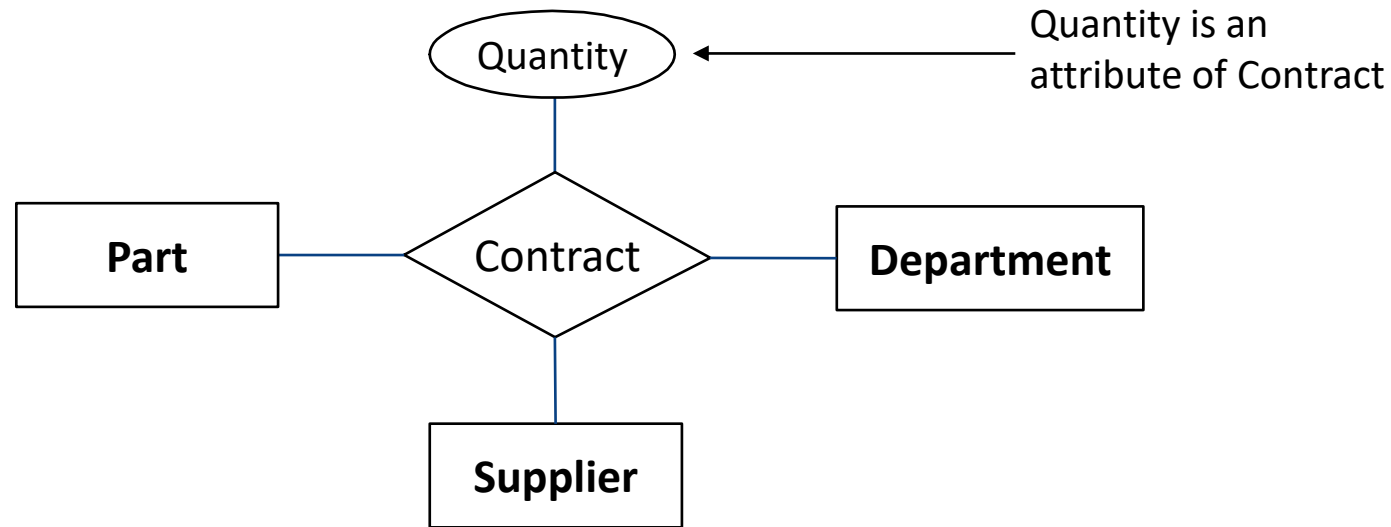 Quantity
Quantity is an
attribute of Contract
Part
Contract
Department
Supplier